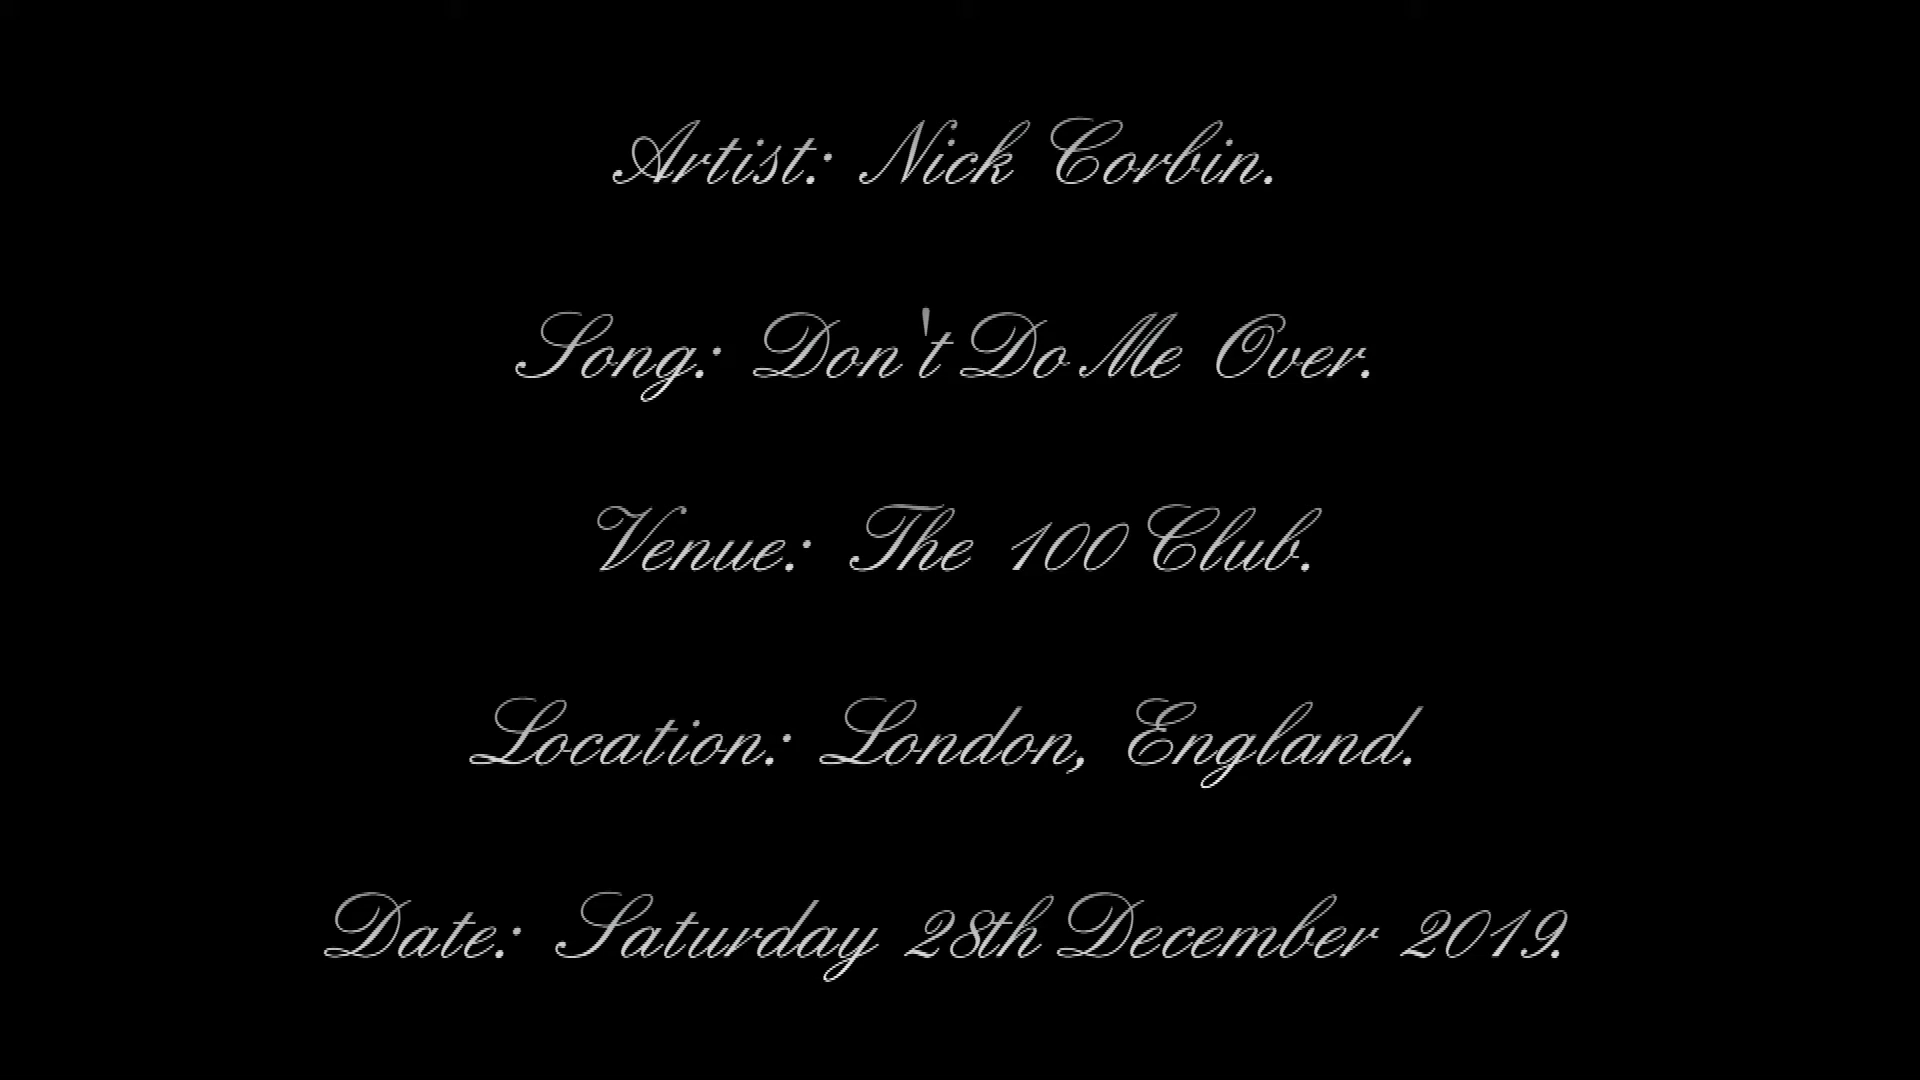 Artist: Nick Corbin.
Song: Don't Do Me Over.
Venue: The 100 Club.
Location: London, England.
Date: Saturday 28th December 2019.